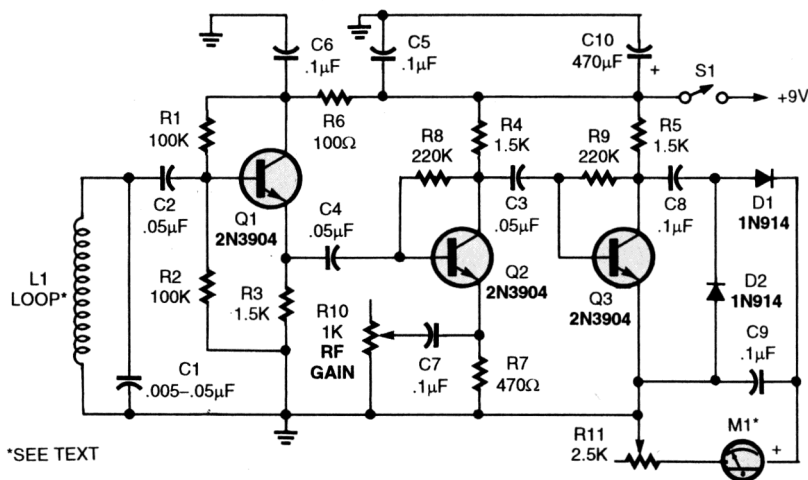 C6
.1µF
C5
.1µF
C10
470µF
+
S1
+9V
R1
100K
R6
100Ω
R8
220K
R4
1.5K
R9
220K
R5
1.5K
C2
.05µF
Q1
2N3904
C4
.05µF
C3
.05µF
C8
.1µF
D1
1N914
L1
LOOP*
R2
100K
R3
1.5K
R10
1K
RF
GAIN
Q2
2N3904
Q3
2N3904
D2
1N914
C1
.005–.05µF
C7
.1µF
R7
470Ω
C9
.1µF
*SEE TEXT
R11
2.5K
M1*
+